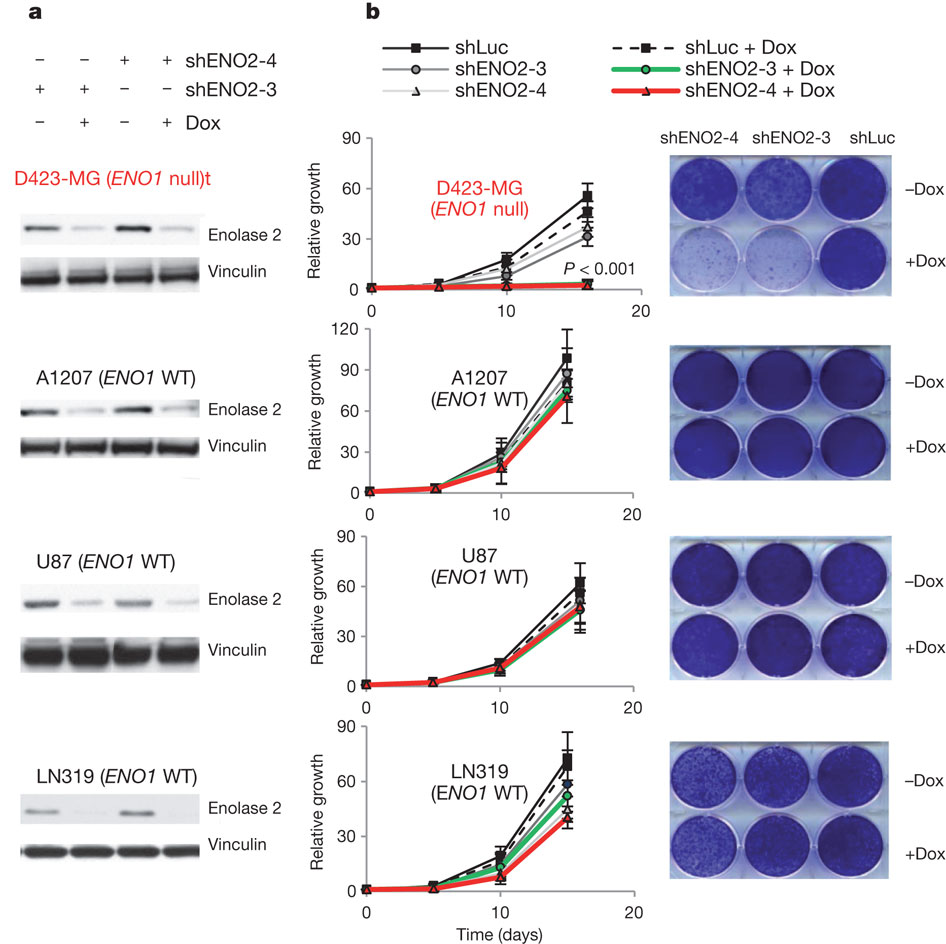 a
− − + + shENO2-4
+ + − − shENO2-3
− + − + Dox
D423-MG (ENO1 null)t
Enolase 2
Vinculin
A1207 (ENO1 WT)
Enolase 2
Vinculin
U87 (ENO1 WT)
Enolase 2
Vinculin
LN319 (ENO1 WT)
Enolase 2
Vinculin
b
shLuc
shENO2-3
shENO2-4
shLuc + Dox
shENO2-3 + Dox
shENO2-4 + Dox
Relative growth
90
60
30
0
D423-MG
(ENO1 null)
P < 0.001
0 10 20
shENO2-4 shENO2-3 shLuc
−Dox
+Dox
Relative growth
120
90
60
30
0
A1207
(ENO1 WT)
0 10 20
−Dox
+Dox
Relative growth
90
60
30
0
U87
(ENO1 WT)
0 10 20
−Dox
+Dox
Relative growth
90
60
30
0
LN319
(ENO1 WT)
0 10 20
Time (days)
−Dox
+Dox